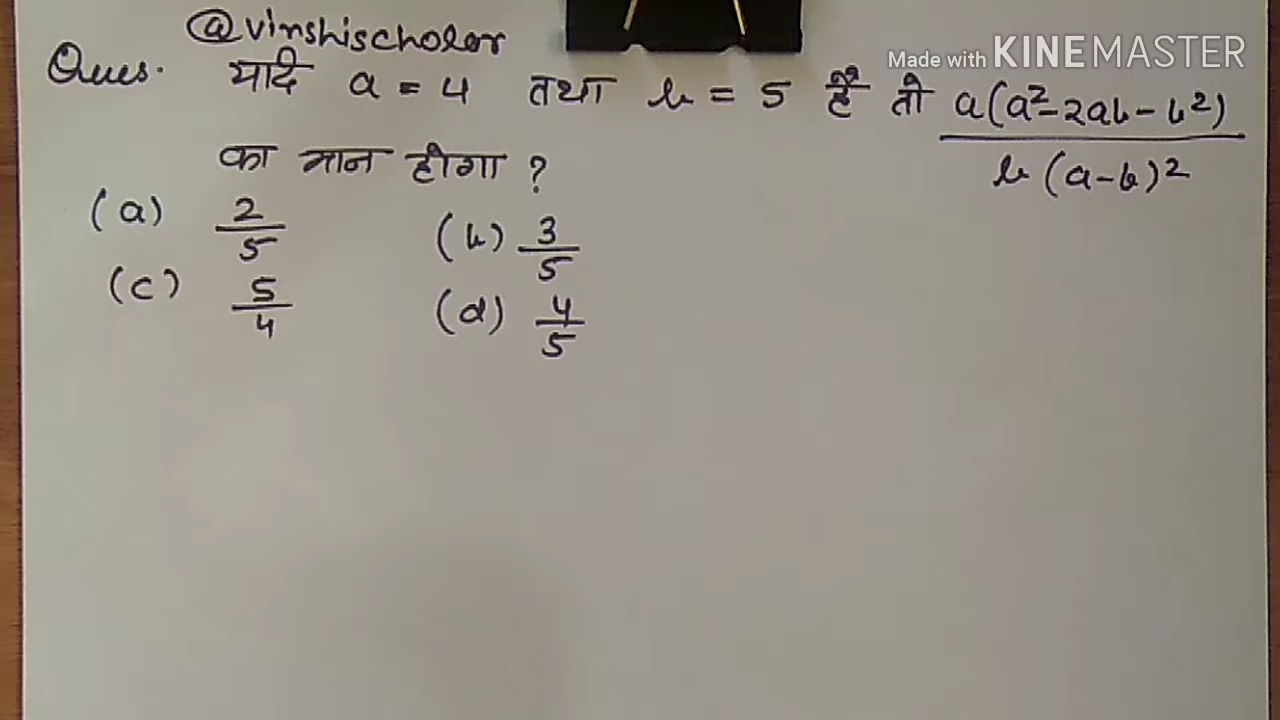 @vinshischolor
Made with KINEMASTER
Ques. यदि a = 4 तथा b = 5 है तो a(a²-2ab-b²) / b(a-b)²
का मान होगा ?
(a) 2/5 (b) 3/5
(c) 5/4 (d) 4/5